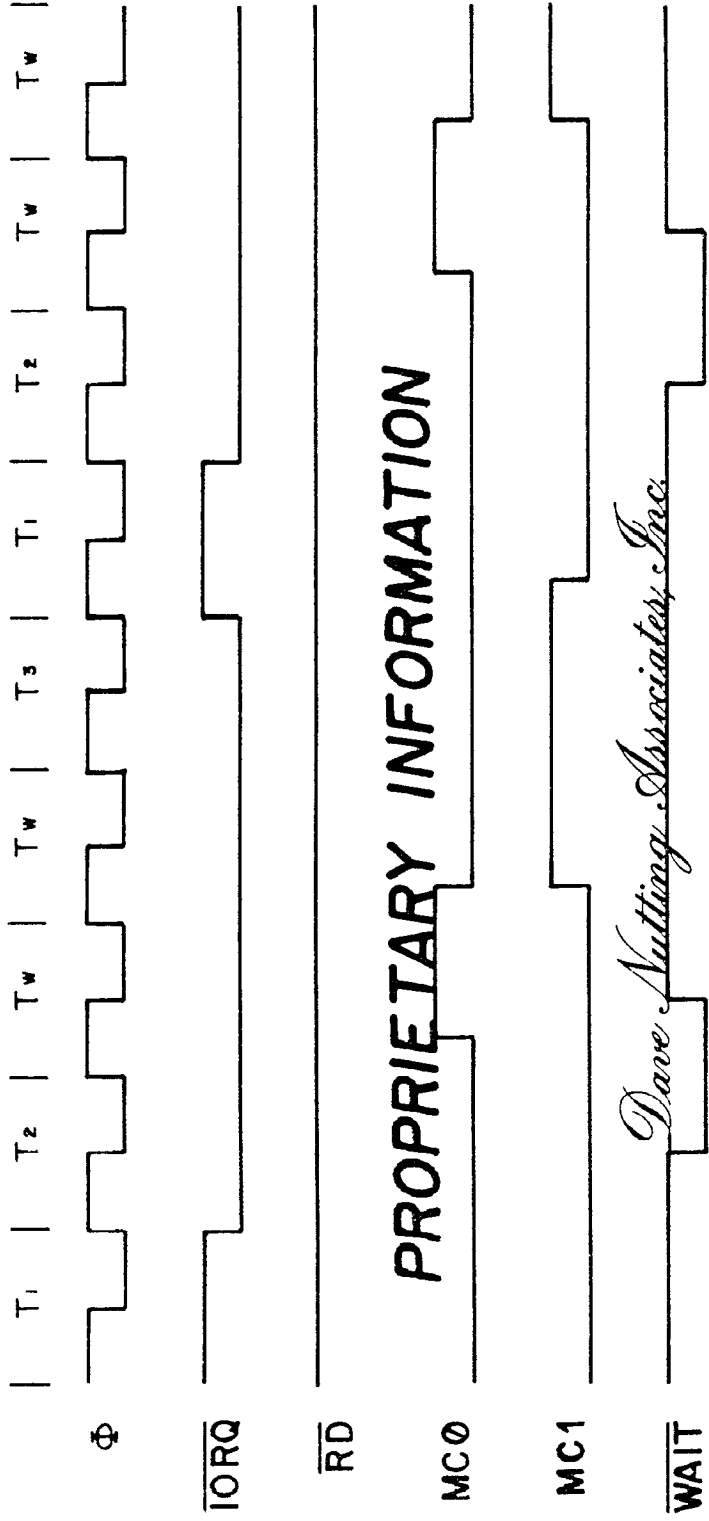 T1 | T2 | Tw | Tw | T3 | T1 | T2 | Tw | Tw
Φ
IORQ
RD
PROPRIETARY INFORMATION
MC0
MC1
Dave Nutting Associates, Inc.
WAIT